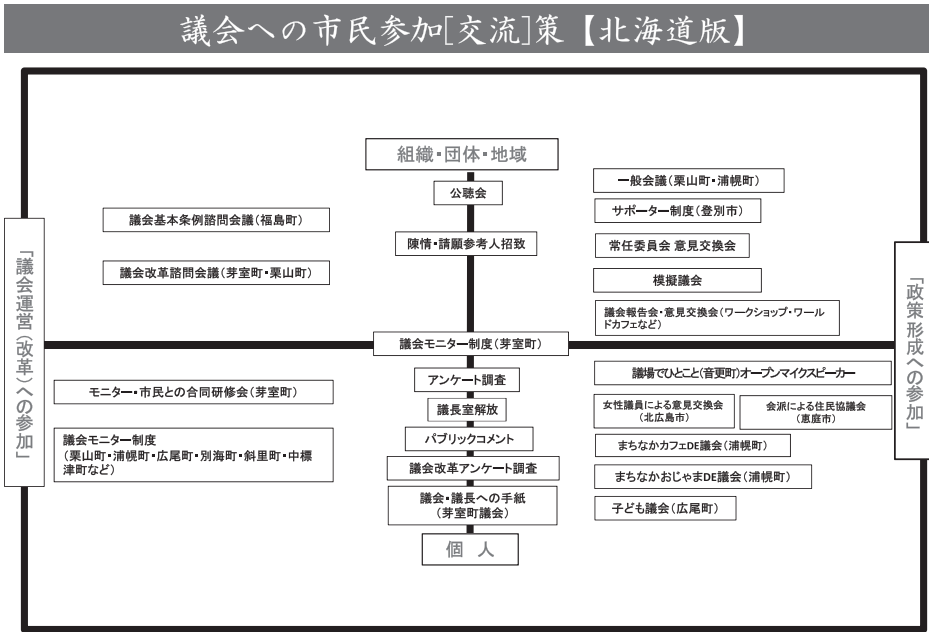 議会への市民参加[交流]策【北海道版】
組織・団体・地域
公聴会
陳情・請願参考人招致
議会モニター制度(芽室町)
アンケート調査
議長室解放
パブリックコメント
議会改革アンケート調査
議会・議長への手紙
(芽室町議会)
個 人
「議会運営(改革)への参加」
議会基本条例諮問会議(福島町)
議会改革諮問会議(芽室町・栗山町)
モニター・市民との合同研修会(芽室町)
議会モニター制度
(栗山町・浦幌町・広尾町・別海町・斜里町・中標
津町など)
一般会議(栗山町・浦幌町)
サポーター制度(登別市)
常任委員会 意見交換会
模擬議会
議会報告会・意見交換会(ワークショップ・ワール
ドカフェなど)
議場でひとこと(音更町)オープンマイクスピーカー
女性議員による意見交換会
(北広島市)
会派による住民協議会
(恵庭市)
まちなかカフェDE議会(浦幌町)
まちなかおじゃまDE議会(浦幌町)
子ども議会(広尾町)
「政策形成への参加」